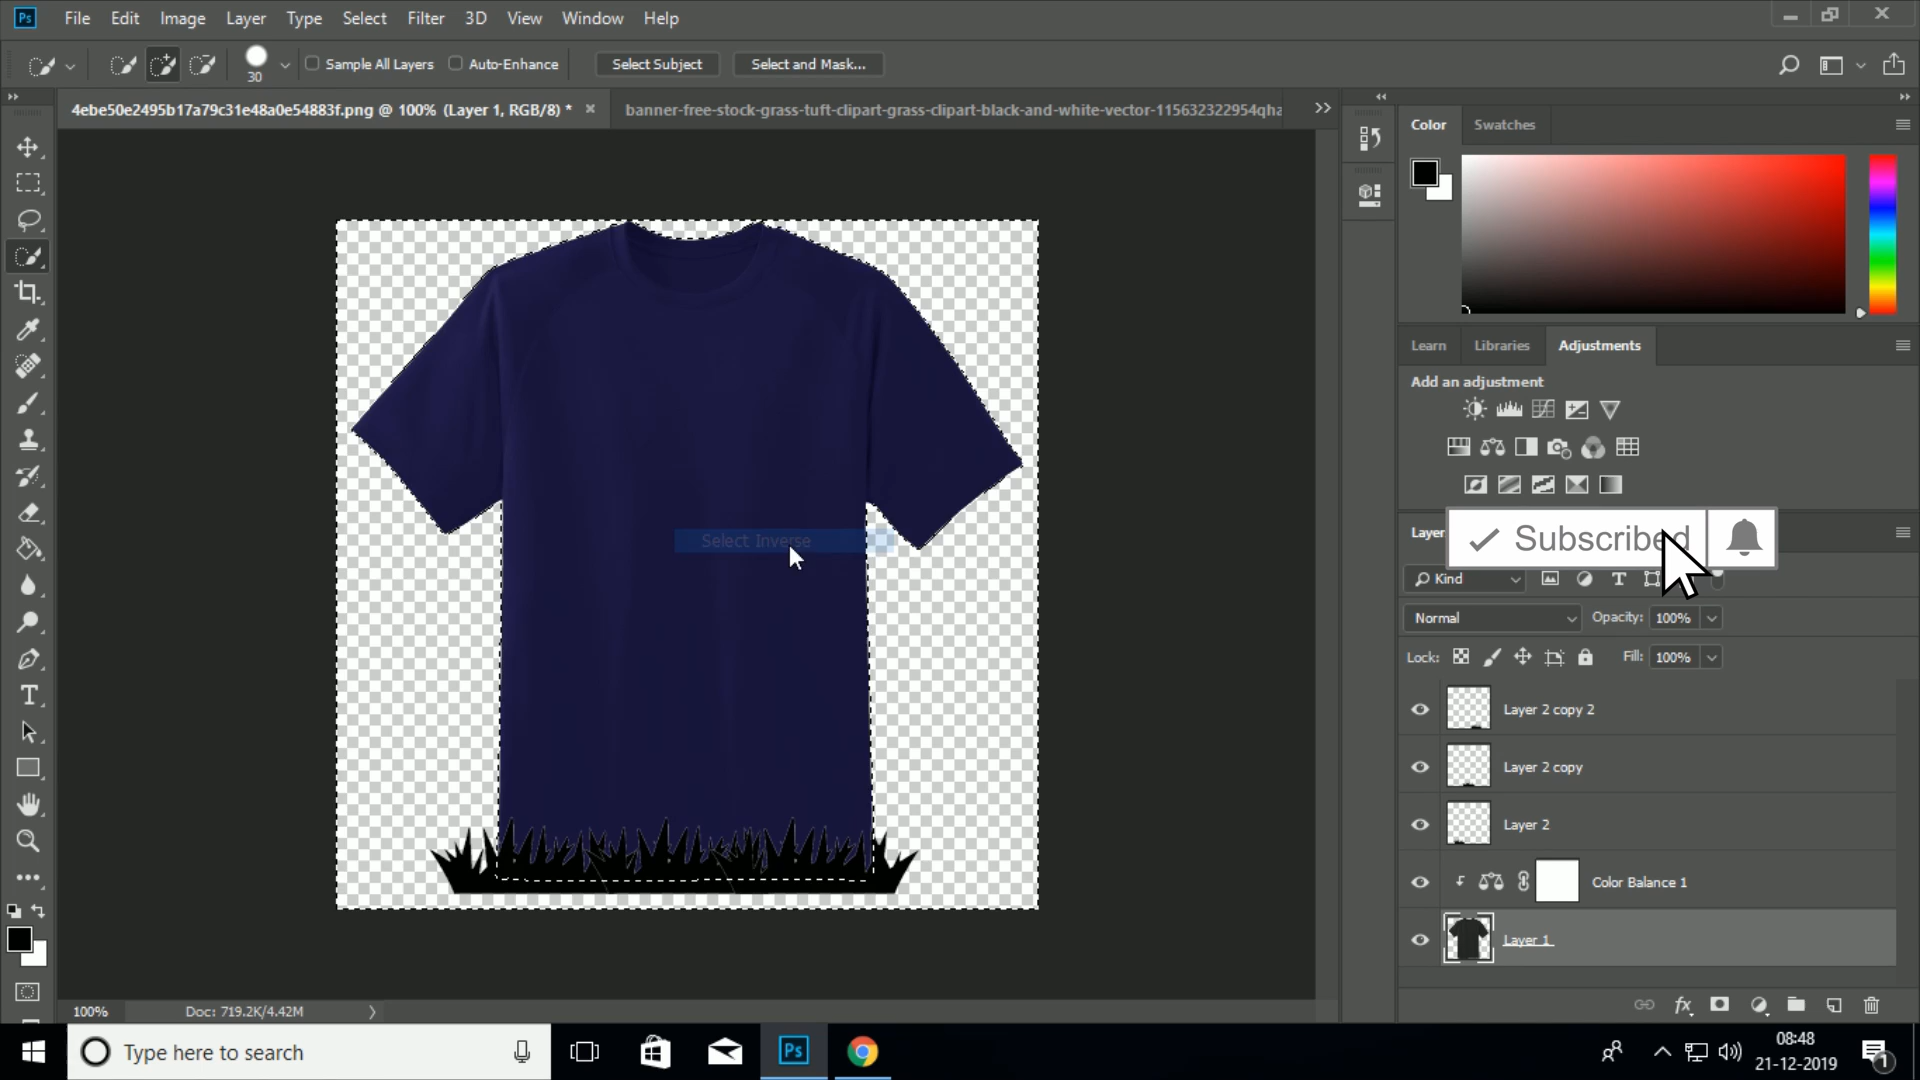 Ps File Edit Image Layer Type Select Filter 3D View Window Help
30 Sample All Layers Auto-Enhance Select Subject Select and Mask...
4ebe50e2495b17a79c31e48a0e54883f.png @ 100% (Layer 1, RGB/8) * banner-free-stock-grass-tuft-clipart-grass-clipart-black-and-white-vector-115632322954qha
Color Swatches
Learn Libraries Adjustments
Add an adjustment
Select Inverse
Layer
Subscribed
Kind
Normal Opacity: 100%
Lock: Fill: 100%
Layer 2 copy 2
Layer 2 copy
Layer 2
Color Balance 1
Layer 1
100% Doc: 719.2K/4.42M
Type here to search Ps 08:48
21-12-2019 1